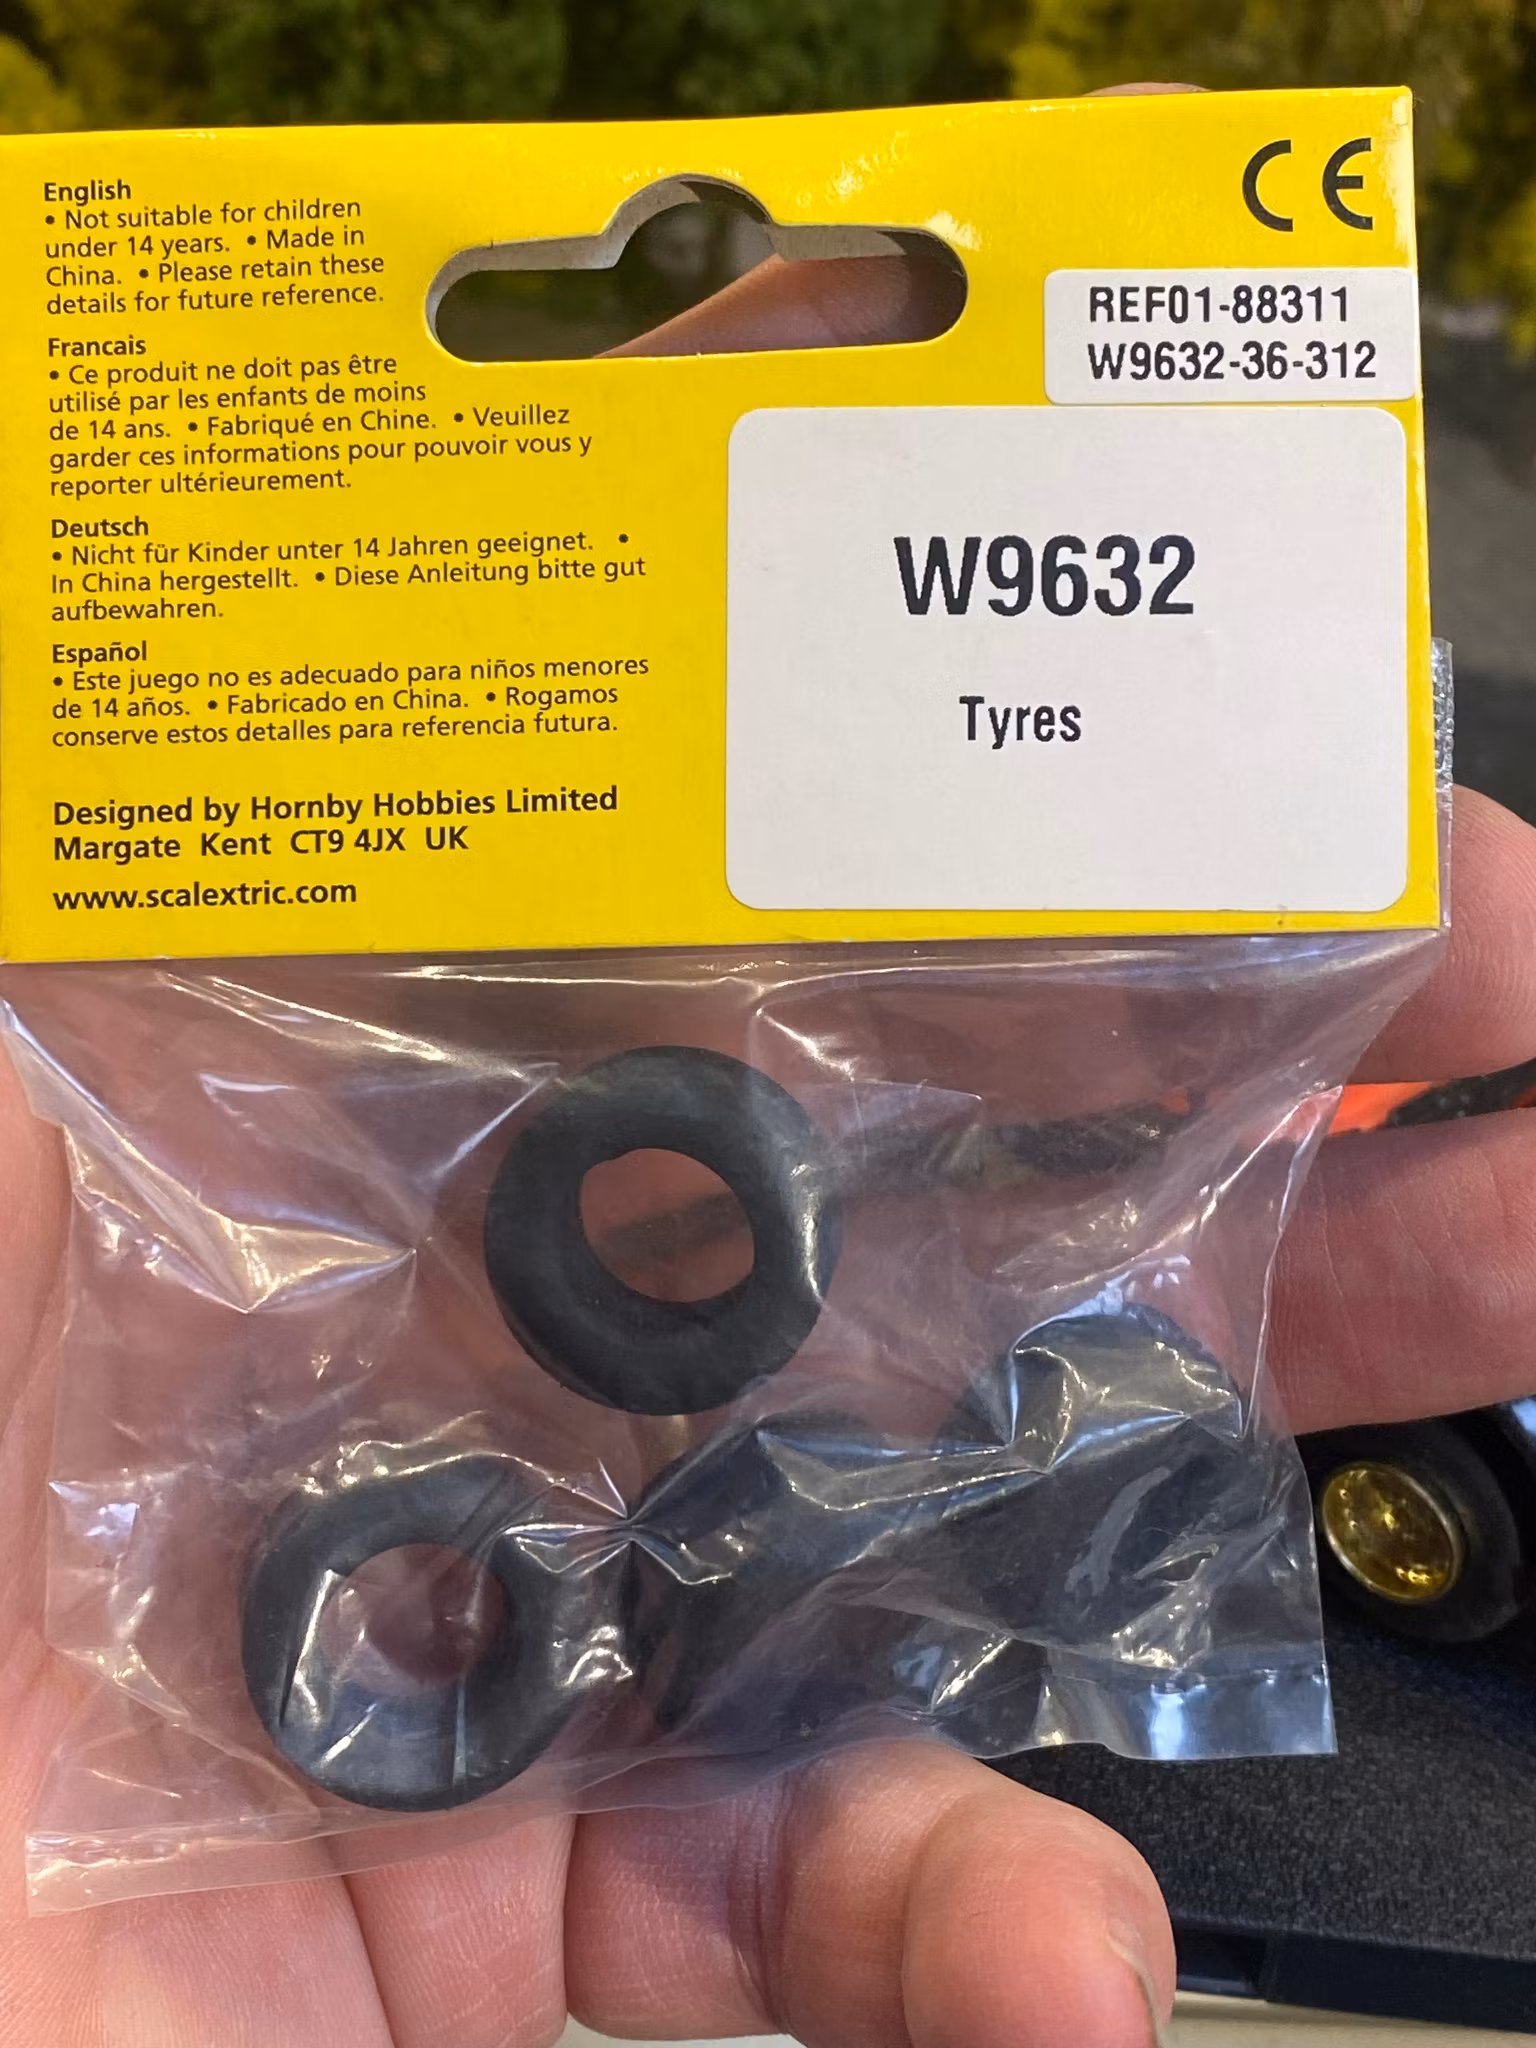 English
• Not suitable for children
under 14 years. • Made in
China. • Please retain these
details for future reference.
Francais
• Ce produit ne doit pas être
utilisé par les enfants de moins
de 14 ans. • Fabriqué en Chine. • Veuillez
garder ces informations pour pouvoir vous y
reporter ultérieurement.
Deutsch
• Nicht für Kinder unter 14 Jahren geeignet. •
In China hergestellt. • Diese Anleitung bitte gut
aufbewahren.
Español
• Este juego no es adecuado para niños menores
de 14 años. • Fabricado en China. • Rogamos
conserve estos detalles para referencia futura.
Designed by Hornby Hobbies Limited
Margate Kent CT9 4JX UK
www.scalextric.com
CE
REF01-88311
W9632-36-312
W9632
Tyres